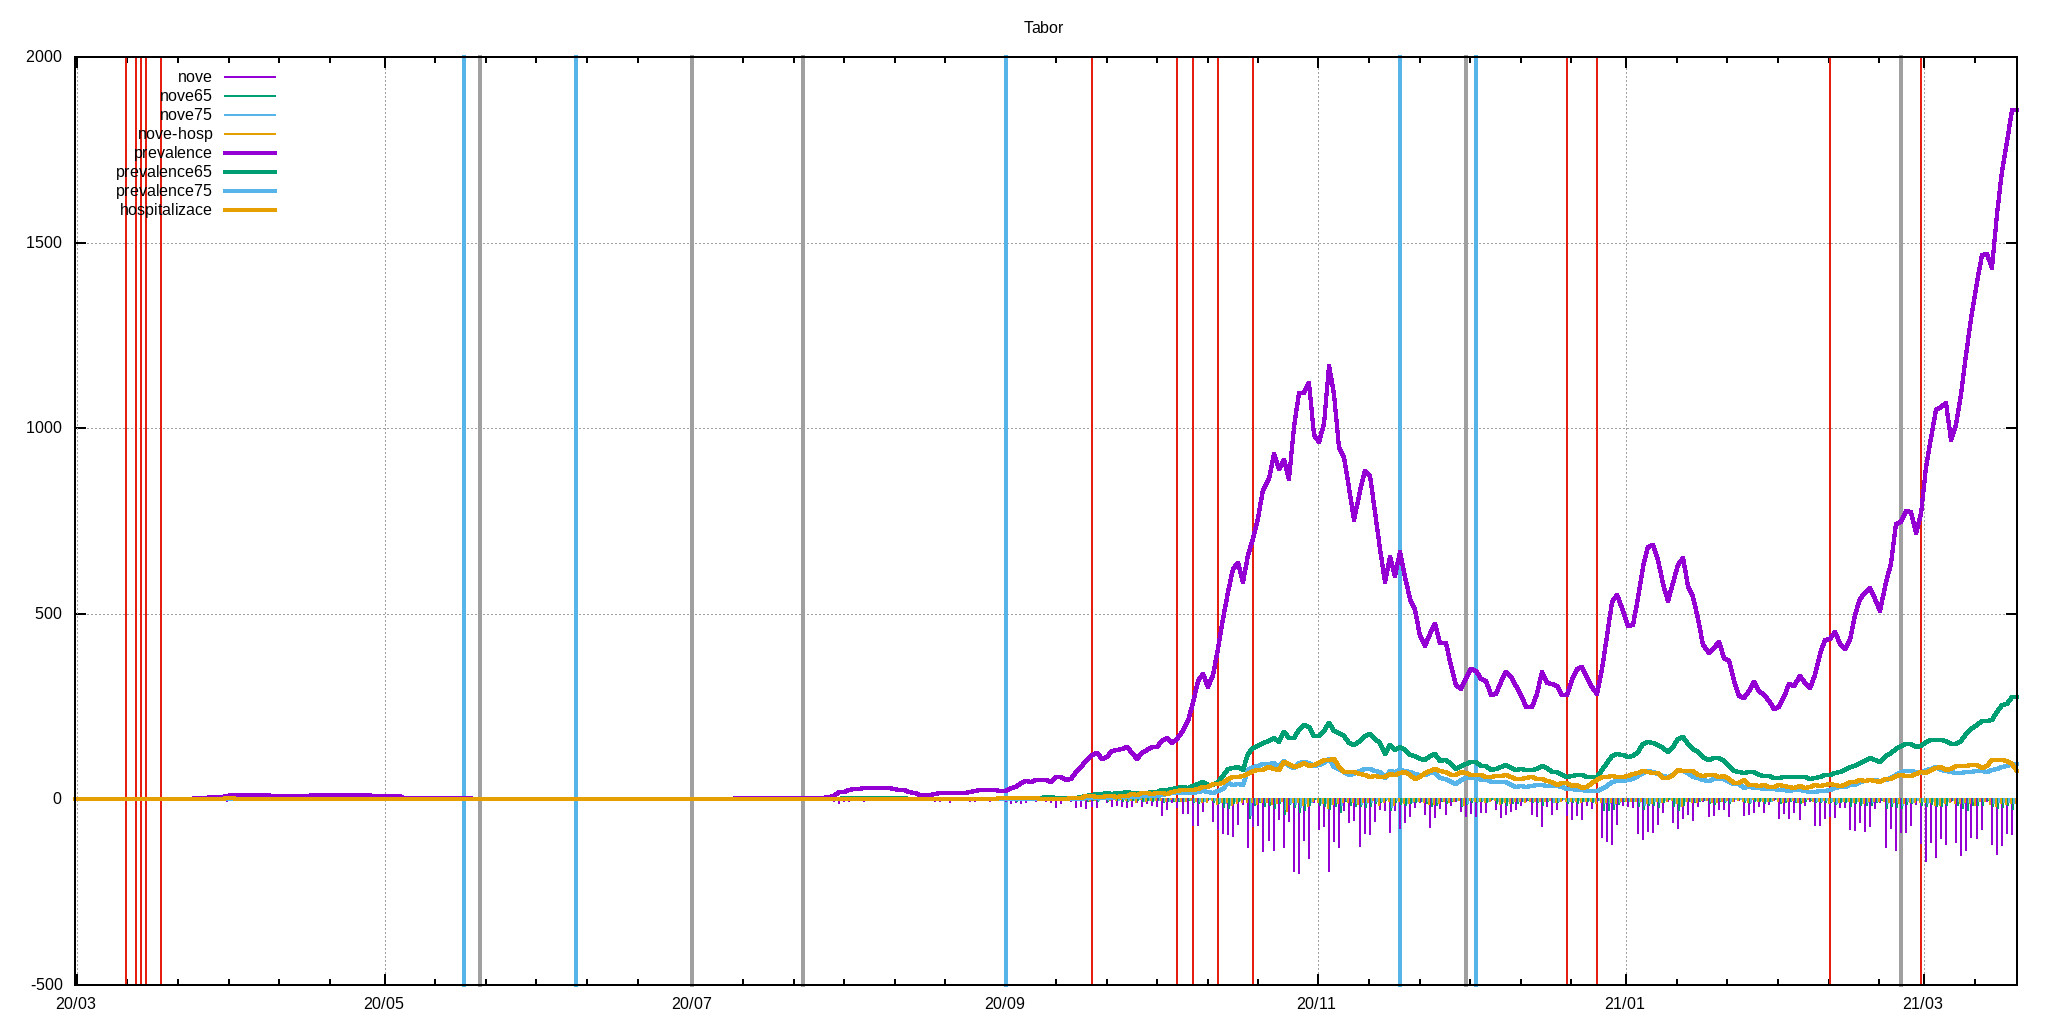 Tabor
2000
1500
1000
500
0
-500
nove
nove65
nove75
nove-hosp
prevalence
prevalence65
prevalence75
hospitalizace
20/03 20/05 20/07 20/09 20/11 21/01 21/03